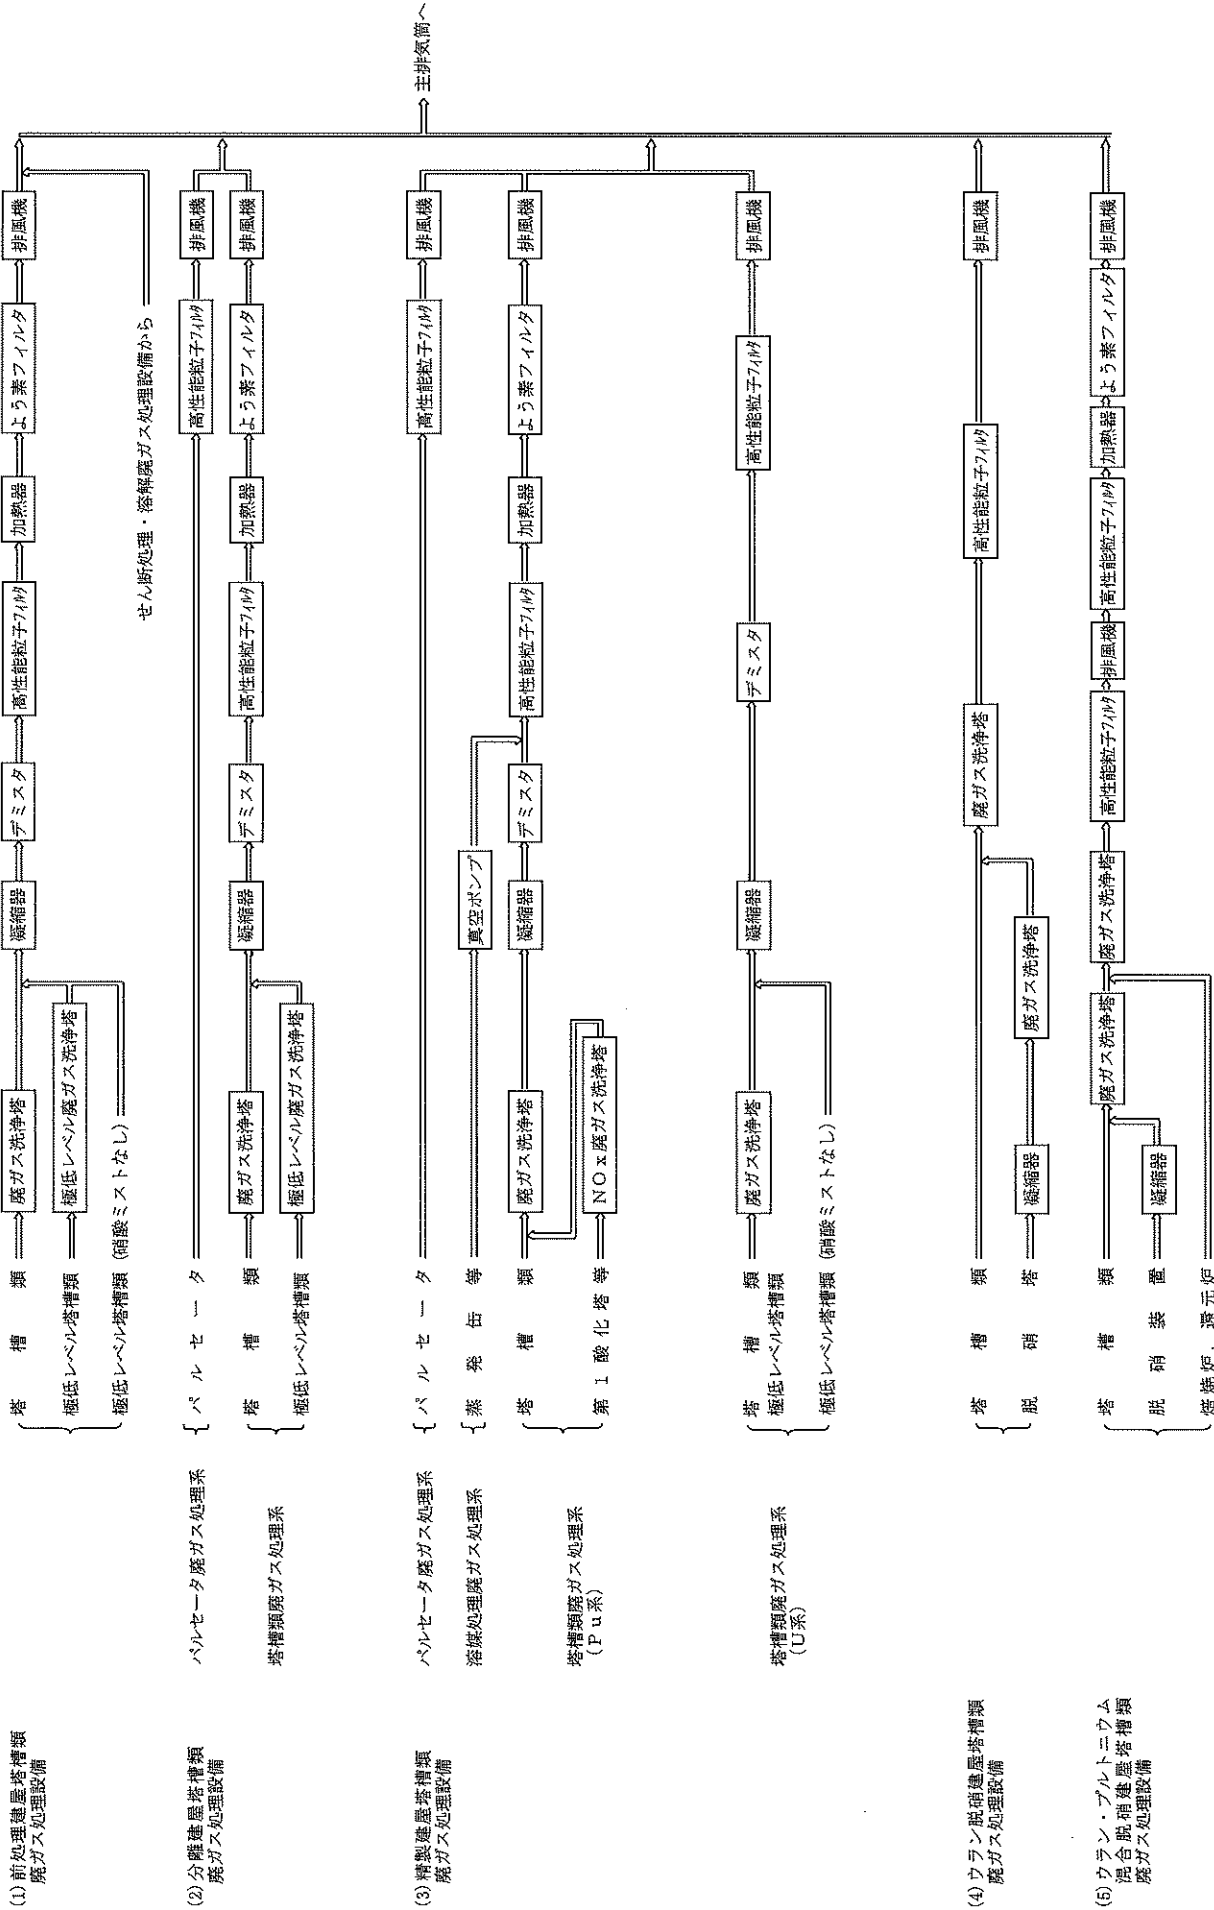 (1) 前処理建屋塔槽類
廃ガス処理設備
塔槽類
廃ガス洗浄塔
凝縮器
デミスタ
高性能粒子フィルタ
加熱器
よう素フィルタ
排風機
極低レベル塔槽類
極低レベル廃ガス洗浄塔
極低レベル塔槽類 (硝酸ミストなし)
せん断処理・溶解廃ガス処理設備から
主排気筒へ
(2) 分離建屋塔槽類
廃ガス処理設備
パルセータ廃ガス処理系
パルセータ
高性能粒子フィルタ
排風機
塔槽類廃ガス処理系
塔槽類
廃ガス洗浄塔
凝縮器
デミスタ
高性能粒子フィルタ
加熱器
よう素フィルタ
排風機
極低レベル塔槽類
極低レベル廃ガス洗浄塔
(3) 精製建屋塔槽類
廃ガス処理設備
パルセータ廃ガス処理系
パルセータ
高性能粒子フィルタ
排風機
溶媒処理廃ガス処理系
蒸発缶等
真空ポンプ
塔槽類廃ガス処理系
(Pu系)
塔槽類
廃ガス洗浄塔
凝縮器
デミスタ
高性能粒子フィルタ
加熱器
よう素フィルタ
排風機
第1酸化塔等
NOx廃ガス洗浄塔
塔槽類廃ガス処理系
(U系)
塔槽類
極低レベル塔槽類
廃ガス洗浄塔
凝縮器
デミスタ
高性能粒子フィルタ
排風機
極低レベル塔槽類 (硝酸ミストなし)
(4) ウラン脱硝建屋塔槽類
廃ガス処理設備
塔槽類
廃ガス洗浄塔
高性能粒子フィルタ
排風機
脱硝塔
凝縮器
廃ガス洗浄塔
(5) ウラン・プルトニウム
混合脱硝建屋塔槽類
廃ガス処理設備
塔槽類
廃ガス洗浄塔
廃ガス洗浄塔
高性能粒子フィルタ
排風機
高性能粒子フィルタ
加熱器
よう素フィルタ
排風機
脱硝装置
凝縮器
焙焼炉、還元炉